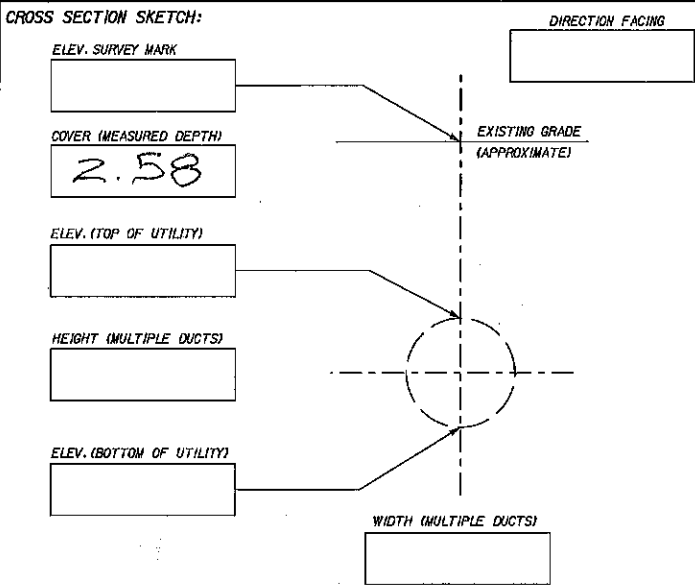 CROSS SECTION SKETCH:
DIRECTION FACING
ELEV. SURVEY MARK
COVER (MEASURED DEPTH)
2.58
EXISTING GRADE
(APPROXIMATE)
ELEV. (TOP OF UTILITY)
HEIGHT (MULTIPLE DUCTS)
ELEV. (BOTTOM OF UTILITY)
WIDTH (MULTIPLE DUCTS)